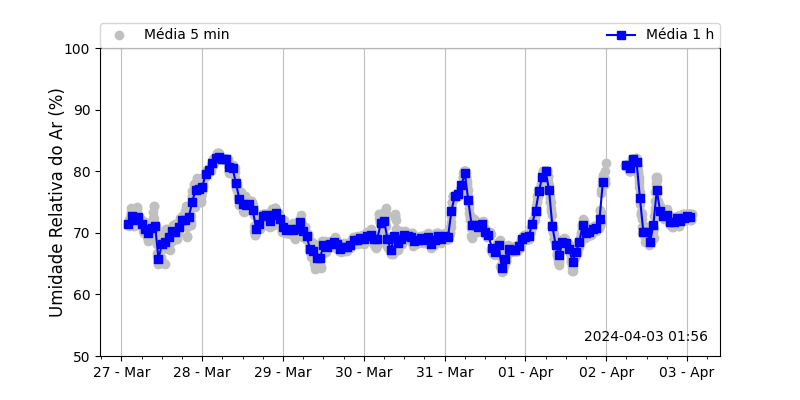 Média 5 min
Média 1 h
Umidade Relativa do Ar (%)
100
90
80
70
60
50
2024-04-03 01:56
27 - Mar
28 - Mar
29 - Mar
30 - Mar
31 - Mar
01 - Apr
02 - Apr
03 - Apr